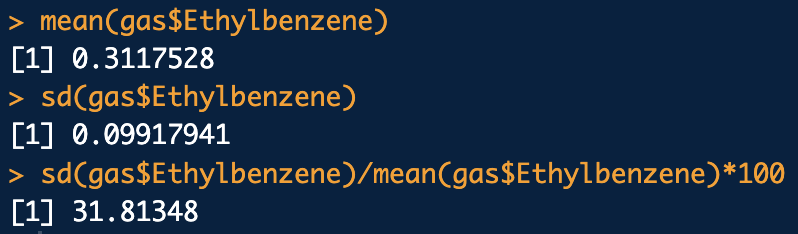 > mean(gas$Ethylbenzene)
[1] 0.3117528
> sd(gas$Ethylbenzene)
[1] 0.09917941
> sd(gas$Ethylbenzene)/mean(gas$Ethylbenzene)*100
[1] 31.81348